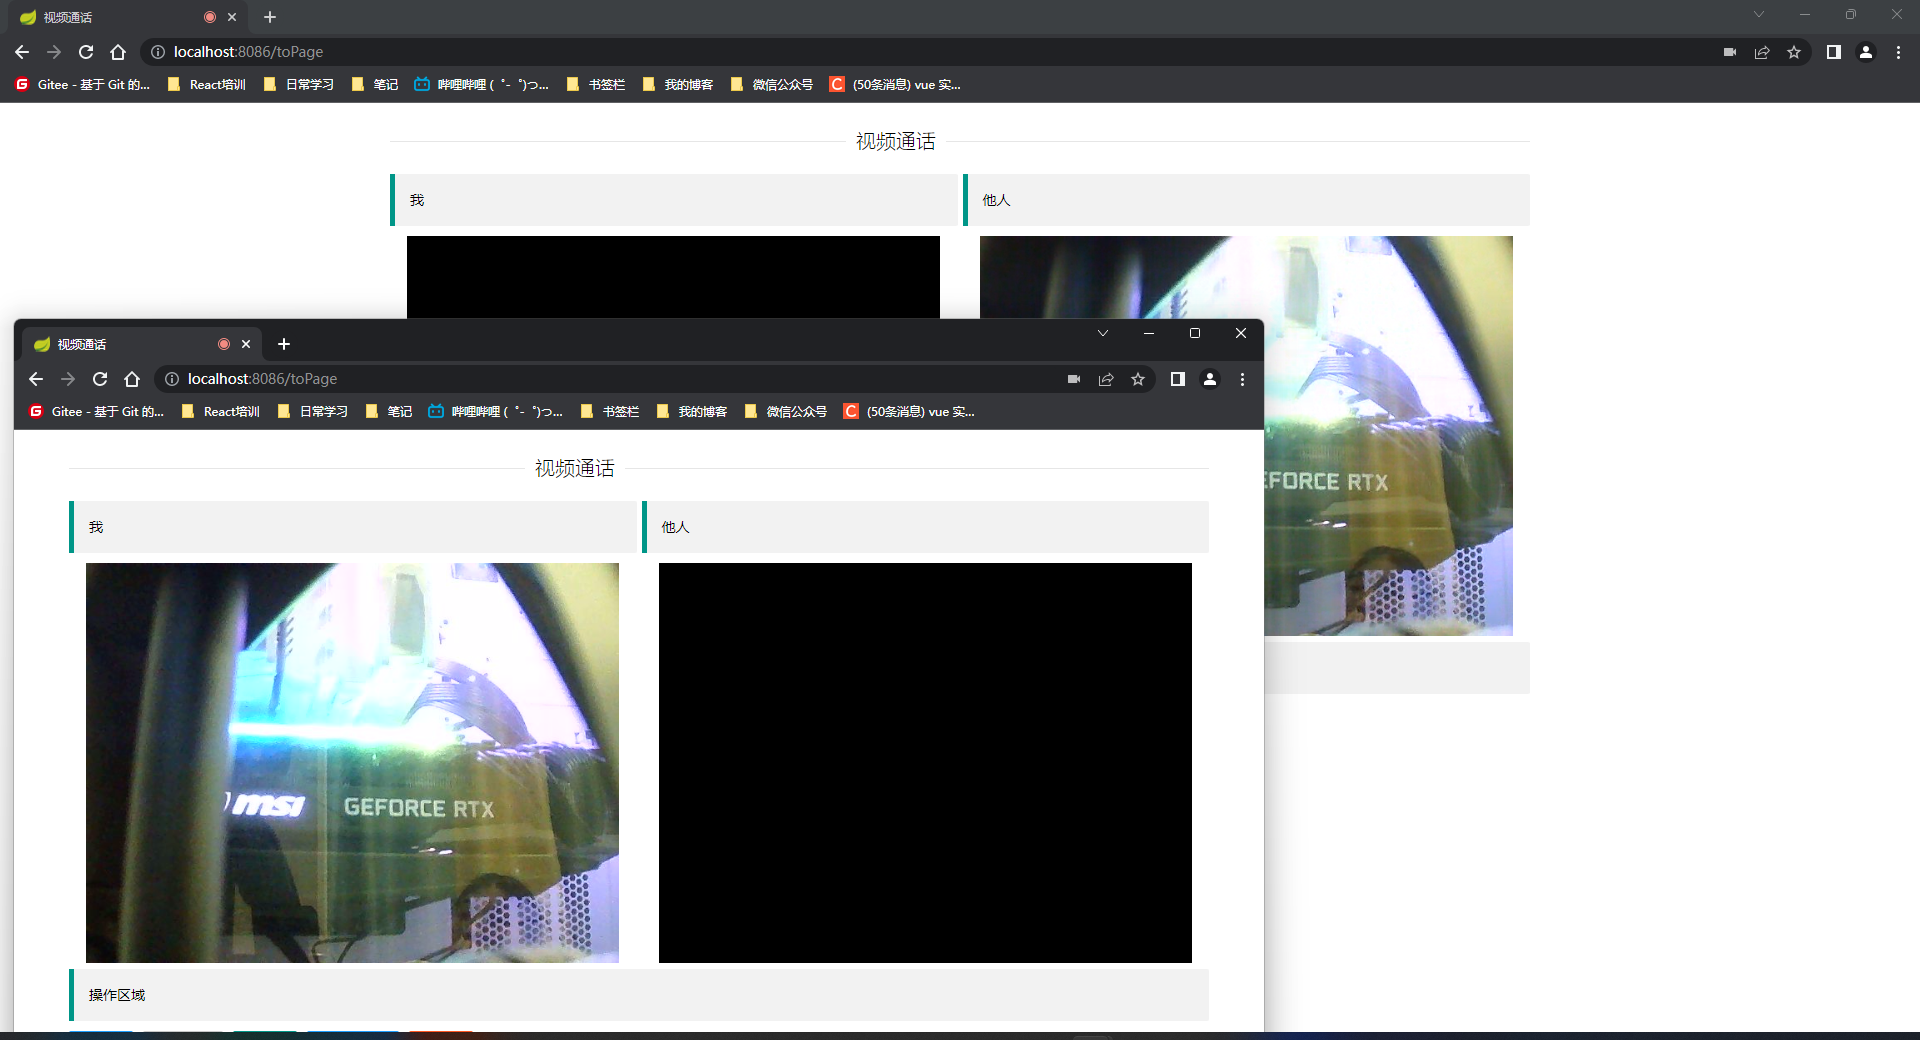 视频通话
localhost:8086/toPage
Gitee - 基于 Git 的... React培训 日常学习 笔记 哔哩哔哩 ( ゜- ゜)つ... 书签栏 我的博客 微信公众号 C (50条消息) vue 实...
视频通话
我 他人
EFORCE RTX
视频通话
localhost:8086/toPage
Gitee - 基于 Git 的... React培训 日常学习 笔记 哔哩哔哩 ( ゜- ゜)つ... 书签栏 我的博客 微信公众号 C (50条消息) vue 实...
视频通话
我 他人
msi GEFORCE RTX
操作区域